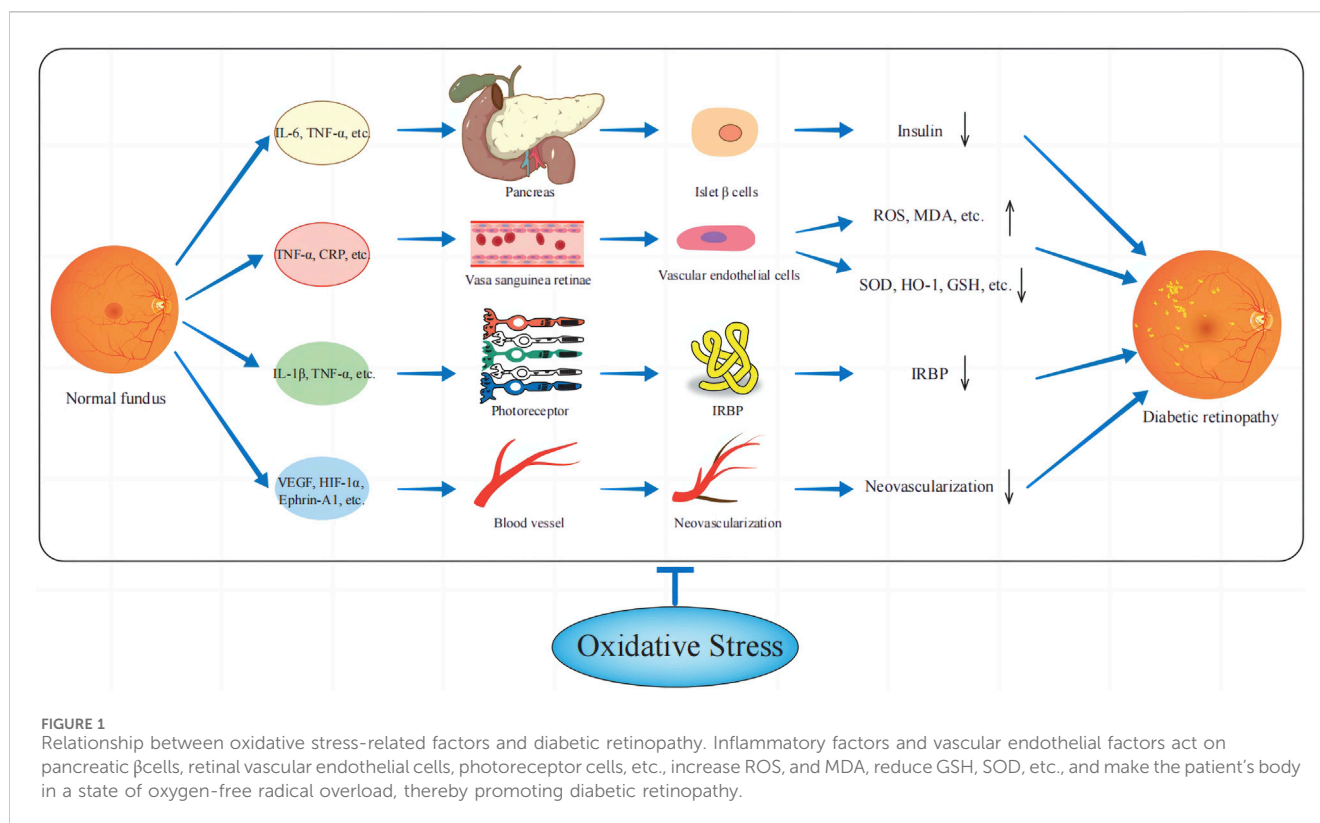 IL-6, TNF-α, etc.
Pancreas
Islet β cells
Insulin ↓
TNF-α, CRP, etc.
Vasa sanguinea retinae
Vascular endothelial cells
ROS, MDA, etc. ↑
SOD, HO-1, GSH, etc. ↓
Normal fundus
IL-1β, TNF-α, etc.
Photoreceptor
IRBP
IRBP ↓
Diabetic retinopathy
VEGF, HIF-1α,
Ephrin-A1, etc.
Blood vessel
Neovascularization
Neovascularization ↓
Oxidative Stress
FIGURE 1
Relationship between oxidative stress-related factors and diabetic retinopathy. Inflammatory factors and vascular endothelial factors act on
pancreatic βcells, retinal vascular endothelial cells, photoreceptor cells, etc., increase ROS, and MDA, reduce GSH, SOD, etc., and make the patient's body
in a state of oxygen-free radical overload, thereby promoting diabetic retinopathy.